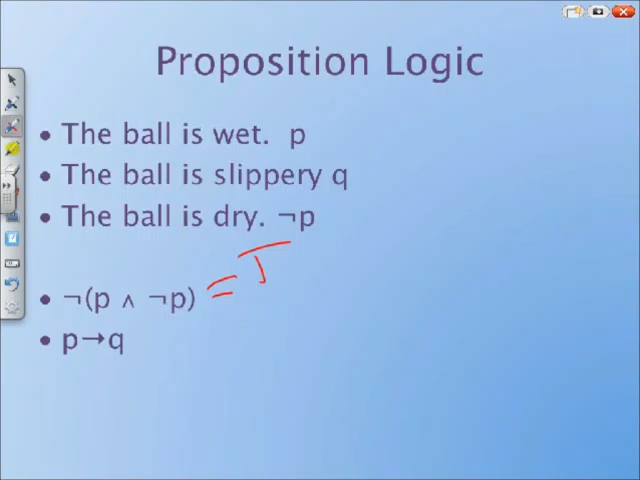 Proposition Logic
• The ball is wet.  p
• The ball is slippery q
• The ball is dry. ¬p
• ¬(p ∧ ¬p) = T
• p→q